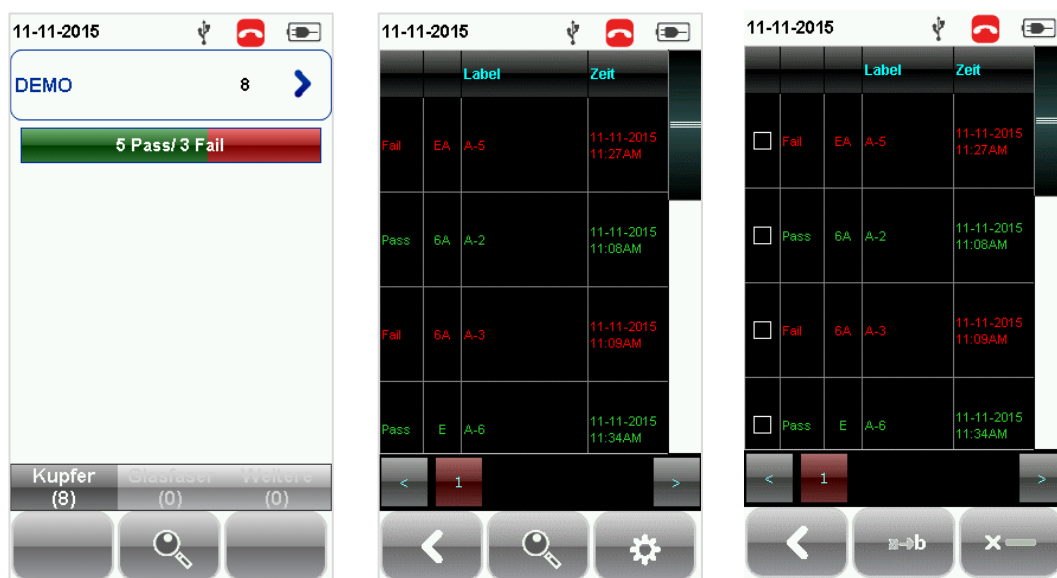 11-11-2015
DEMO 8
5 Pass/ 3 Fail
Kupfer Glasfaser Weitere
(8) (0) (0)
11-11-2015
Label Zeit
Fail EA A-5 11-11-2015
11:27AM
Pass 6A A-2 11-11-2015
11:08AM
Fail 6A A-3 11-11-2015
11:09AM
Pass E A-6 11-11-2015
11:34AM
< 1 >
11-11-2015
Label Zeit
Fail EA A-5 11-11-2015
11:27AM
Pass 6A A-2 11-11-2015
11:08AM
Fail 6A A-3 11-11-2015
11:09AM
Pass E A-6 11-11-2015
11:34AM
< 1 >
b